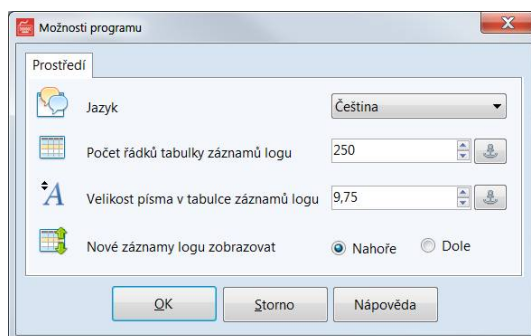 Možnosti programu
Prostředí
Jazyk Čeština
Počet řádků tabulky záznamů logu 250
Velikost písma v tabulce záznamů logu 9,75
Nové záznamy logu zobrazovat Nahoře Dole
OK Storno Nápověda